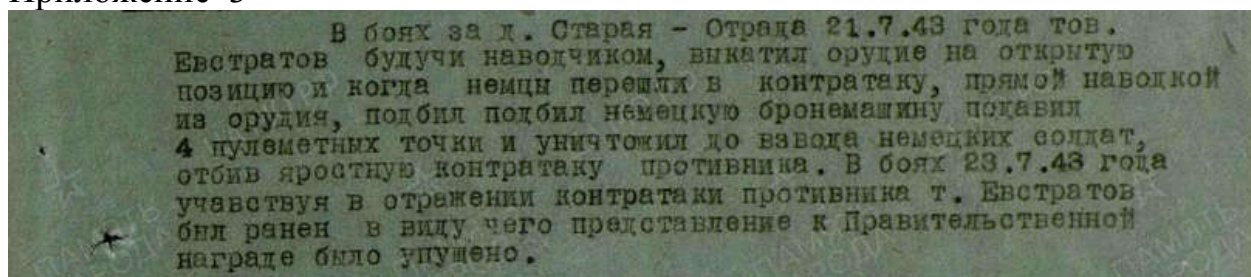 Приложение 3
В боях за д. Старая - Отрада 21.7.43 года тов.
Евстратов будучи наводчиком, выкатил орудие на открытую
позицию и когда немцы перешли в контратаку, прямой наводкой
из орудия, подбил подбил немецкую бронемашину подавил
4 пулеметных точки и уничтожил до взвода немецких солдат,
отбив яростную контратаку противника. В боях 23.7.43 года
учавствуя в отражении контратаки противника т. Евстратов
был ранен в виду чего представление к Правительственной
награде было упущено.